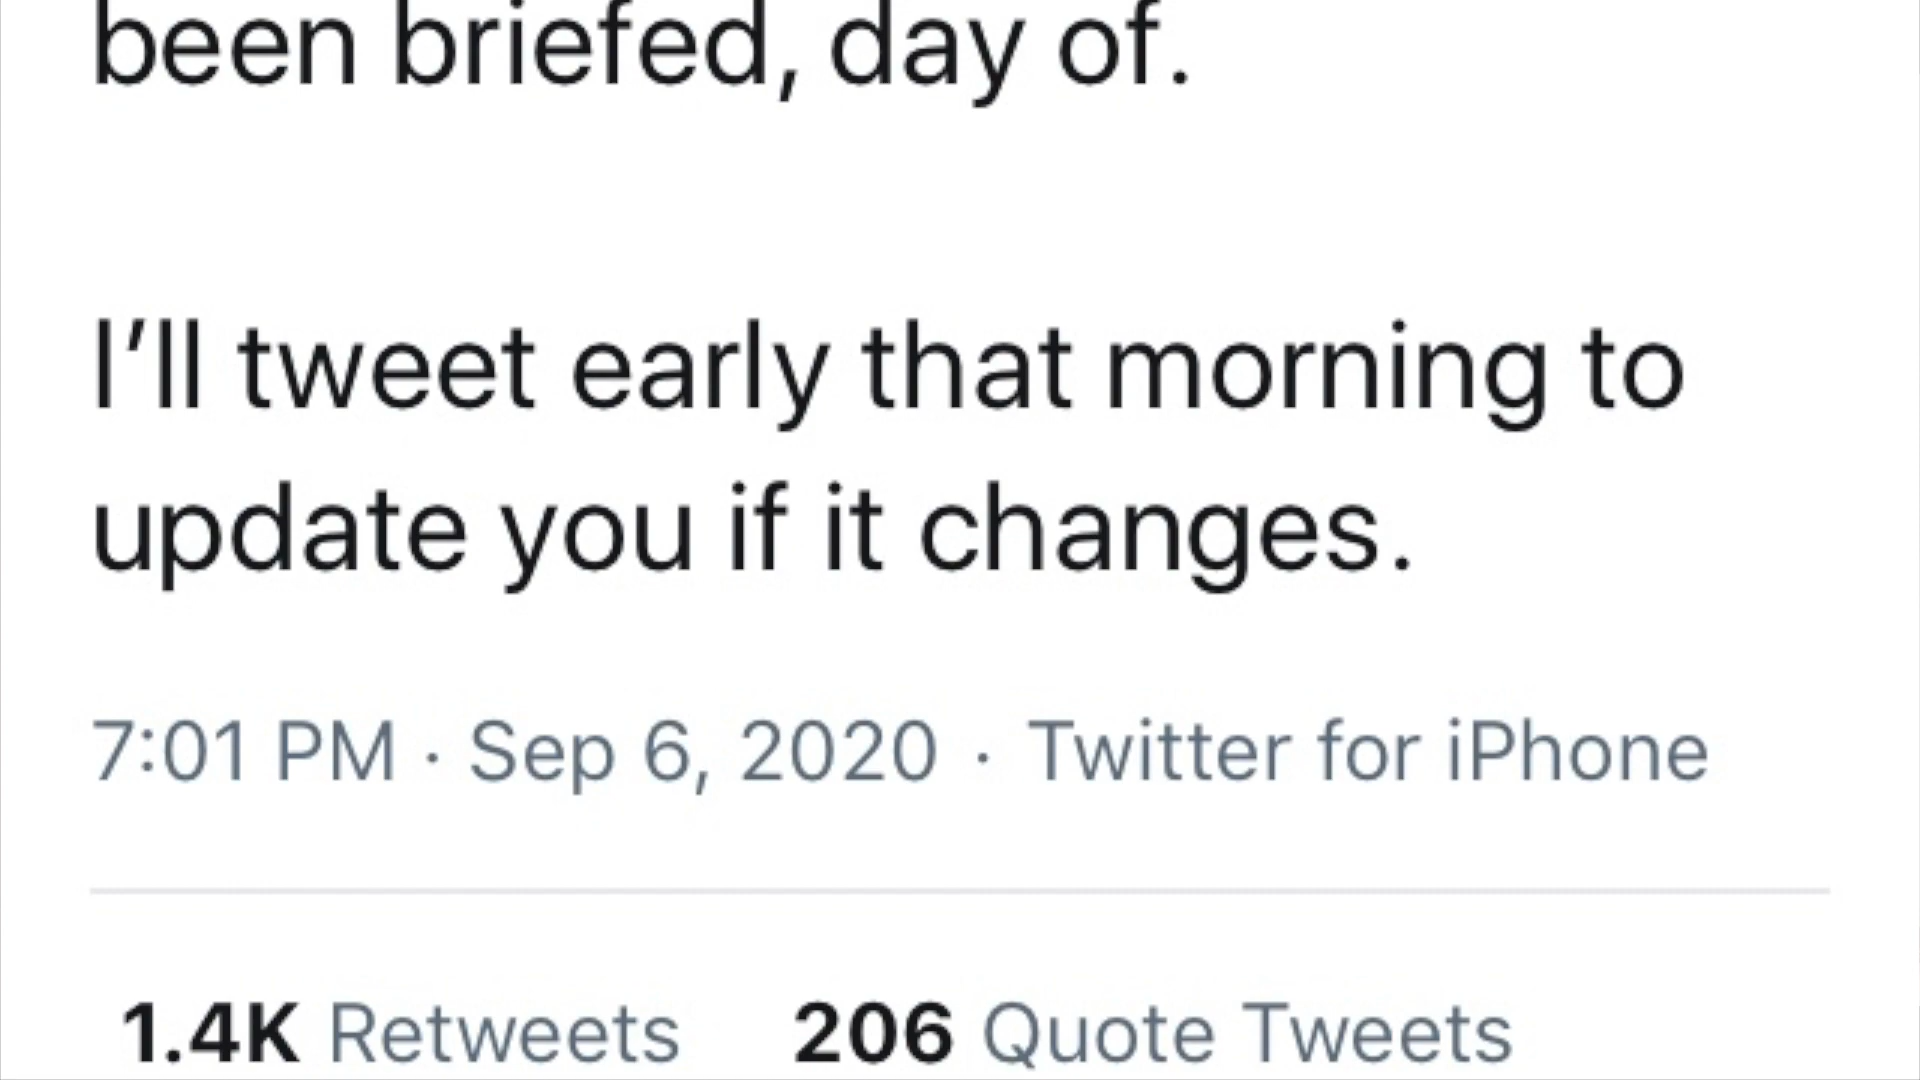 been briefed, day of.
I’ll tweet early that morning to
update you if it changes.
7:01 PM · Sep 6, 2020 · Twitter for iPhone
1.4K Retweets 206 Quote Tweets